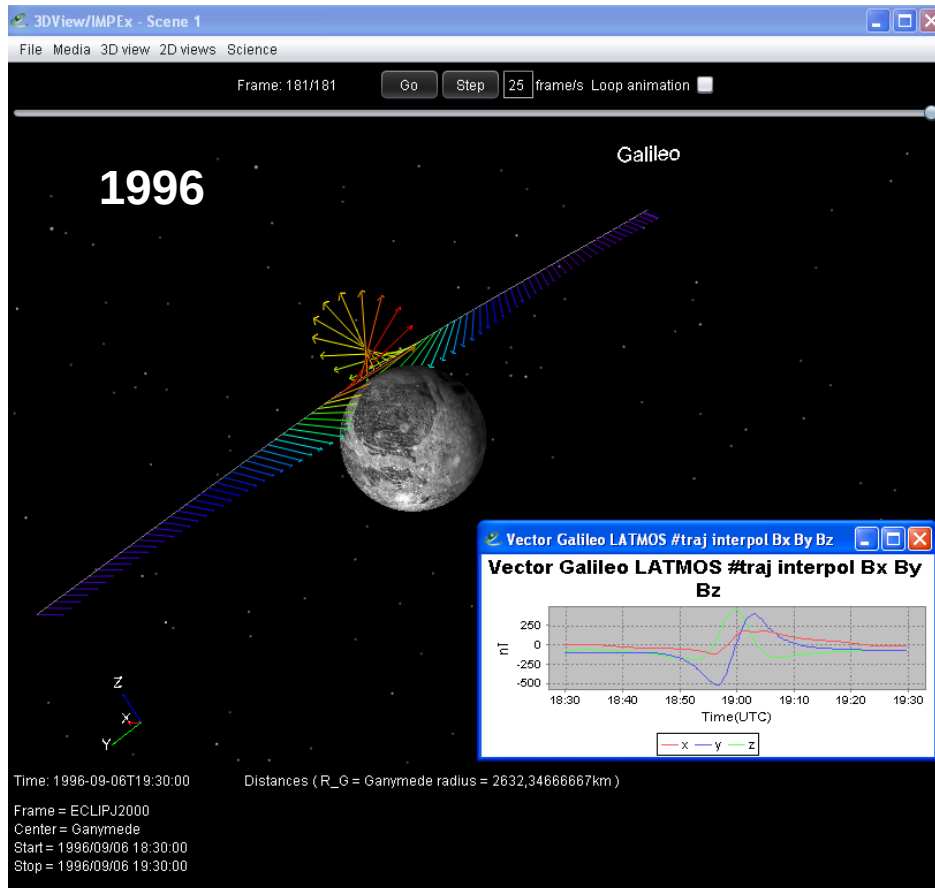 3DView/IMPEx - Scene 1
File Media 3D view 2D views Science
Frame: 181/181 Go Step 25 frame/s Loop animation
Galileo
1996
Vector Galileo LATMOS #traj interpol Bx By Bz
Vector Galileo LATMOS #traj interpol Bx By
Bz
250
0
-250
-500
nT
18:30 18:40 18:50 19:00 19:10 19:20 19:30
Time(UTC)
x y z
Z
X
Y
Time: 1996-09-06T19:30:00 Distances ( R_G = Ganymede radius = 2632,34666667km )
Frame = ECLIPJ2000
Center = Ganymede
Start = 1996/09/06 18:30:00
Stop = 1996/09/06 19:30:00